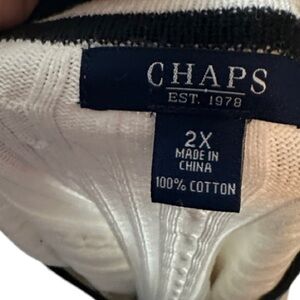 CHAPS
EST. 1978
2X
MADE IN
CHINA
100% COTTON